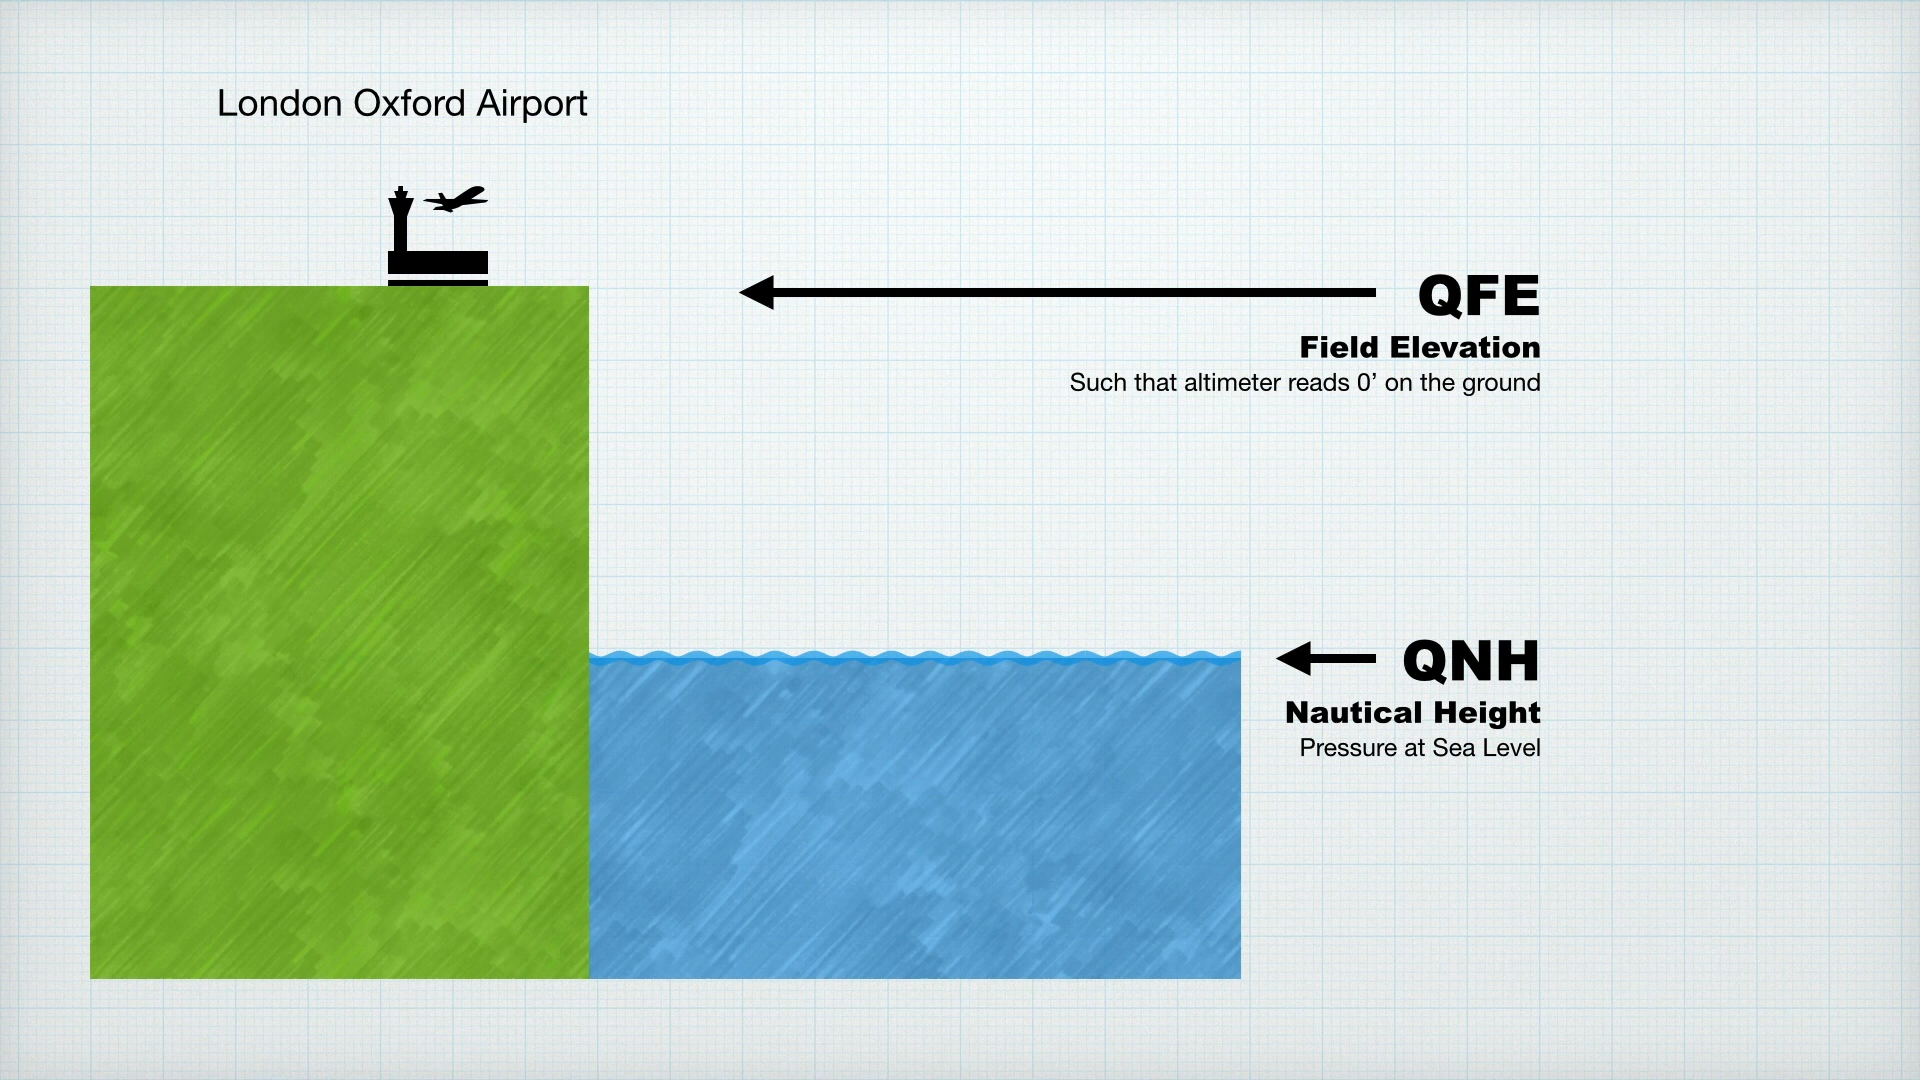 London Oxford Airport
QFE
Field Elevation
Such that altimeter reads 0’ on the ground
QNH
Nautical Height
Pressure at Sea Level